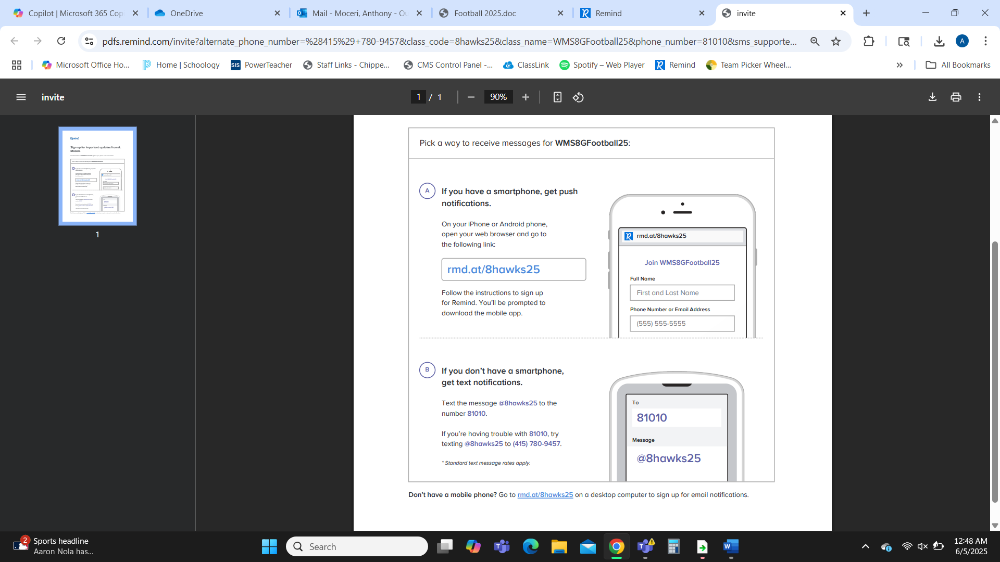 Copilot | Microsoft 365 Cop
OneDrive
Mail - Moceri, Anthony - Ou
Football 2025.doc
Remind
invite
pdfs.remind.com/invite?alternate_phone_number=%28415%29+780-9457&class_code=8hawks25&class_name=WMS8GFootball25&phone_number=81010&sms_supporte...
A
Microsoft Office Ho...
Home | Schoology
SIS PowerTeacher
Staff Links - Chippe...
CMS Control Panel -...
ClassLink
Spotify – Web Player
Remind
Team Picker Wheel...
All Bookmarks
invite
1 / 1
90%
Remind
Sign up for important updates from A.
Moceri.
1
Pick a way to receive messages for WMS8GFootball25:
A
If you have a smartphone, get push
notifications.
On your iPhone or Android phone,
open your web browser and go to
the following link:
rmd.at/8hawks25
Follow the instructions to sign up
for Remind. You’ll be prompted to
download the mobile app.
rmd.at/8hawks25
Join WMS8GFootball25
Full Name
First and Last Name
Phone Number or Email Address
(555) 555-5555
B
If you don’t have a smartphone,
get text notifications.
Text the message @8hawks25 to the
number 81010.
If you’re having trouble with 81010, try
texting @8hawks25 to (415) 780-9457.
* Standard text message rates apply.
To
81010
Message
@8hawks25
Don’t have a mobile phone? Go to rmd.at/8hawks25 on a desktop computer to sign up for email notifications.
2
Sports headline
Aaron Nola has...
Search
12:48 AM
6/5/2025